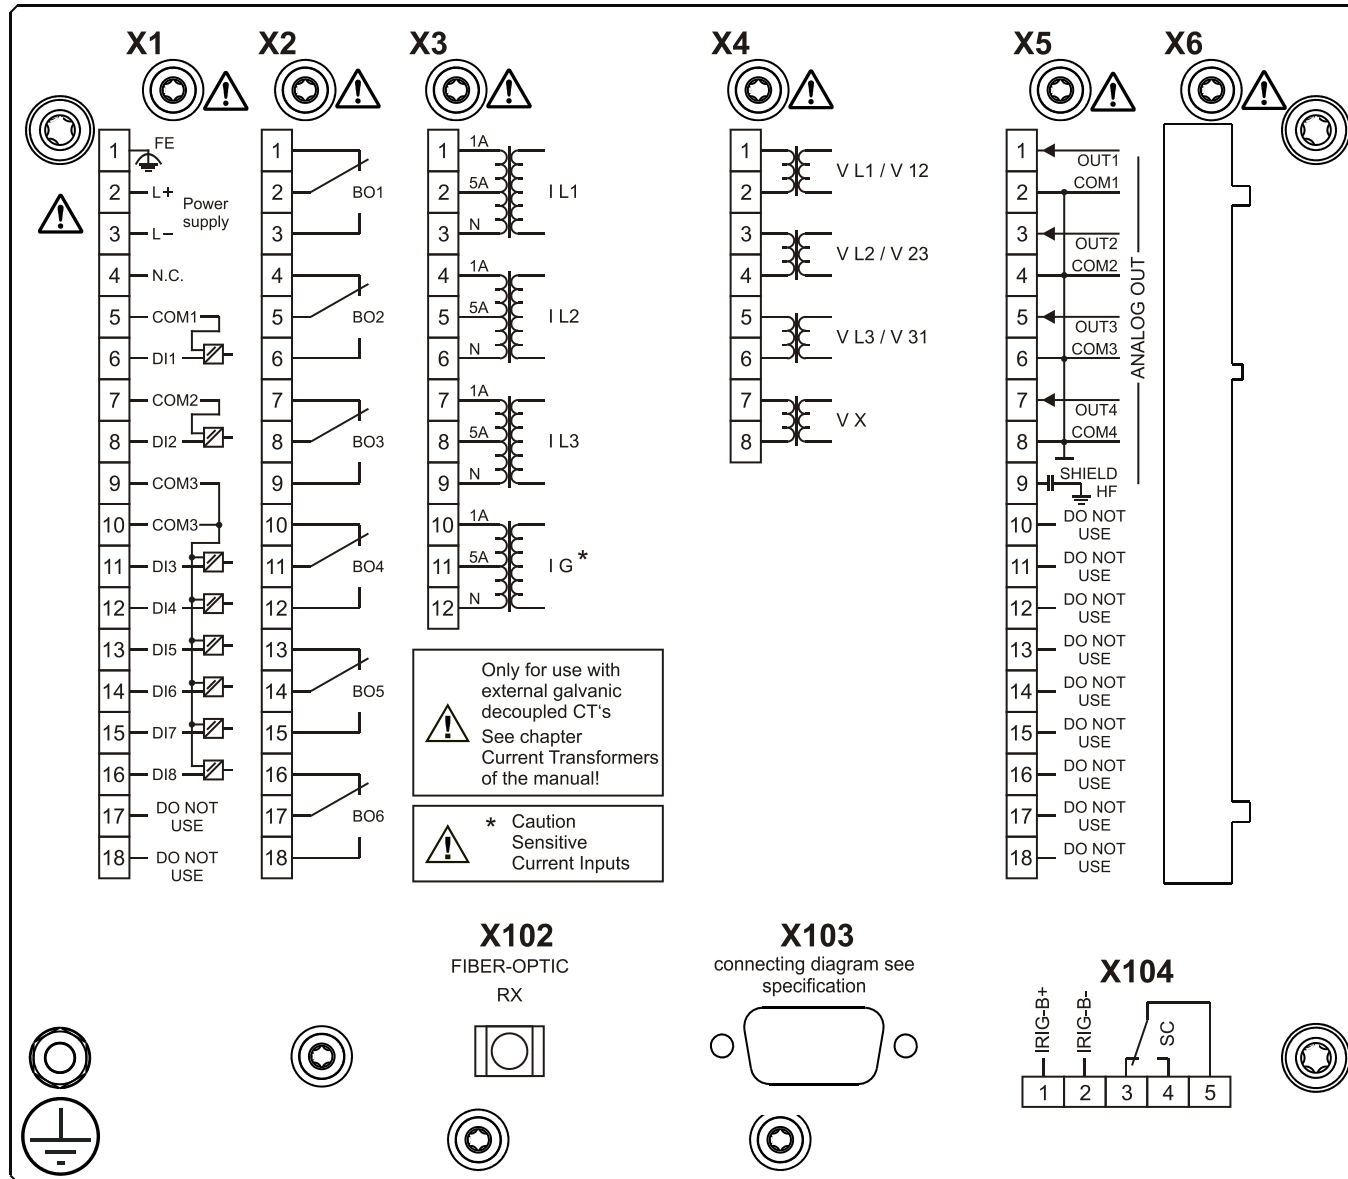 X1
X2
X3
X4
X5
X6
1
FE
2
L+
Power
supply
3
L−
4
N.C.
5
COM1
6
DI1
7
COM2
8
DI2
9
COM3
10
COM3
11
DI3
12
DI4
13
DI5
14
DI6
15
DI7
16
DI8
17
DO NOT
USE
18
DO NOT
USE
1
2
BO1
3
4
5
BO2
6
7
8
BO3
9
10
11
BO4
12
13
14
BO5
15
16
17
BO6
18
1
1A
2
5A
I L1
3
N
4
1A
5
5A
I L2
6
N
7
1A
8
5A
I L3
9
N
10
1A
11
5A
I G *
12
N
Only for use with
external galvanic
decoupled CT‘s
See chapter
Current Transformers
of the manual!
* Caution
Sensitive
Current Inputs
1
2
V L1 / V 12
3
4
V L2 / V 23
5
6
V L3 / V 31
7
8
V X
1
OUT1
2
COM1
3
OUT2
4
COM2
5
OUT3
6
COM3
7
OUT4
8
COM4
ANALOG OUT
9
SHIELD
HF
10
DO NOT
USE
11
DO NOT
USE
12
DO NOT
USE
13
DO NOT
USE
14
DO NOT
USE
15
DO NOT
USE
16
DO NOT
USE
17
DO NOT
USE
18
DO NOT
USE
X102
FIBER-OPTIC
RX
X103
connecting diagram see
specification
X104
IRIG-B+
IRIG-B-
SC
1 2 3 4 5